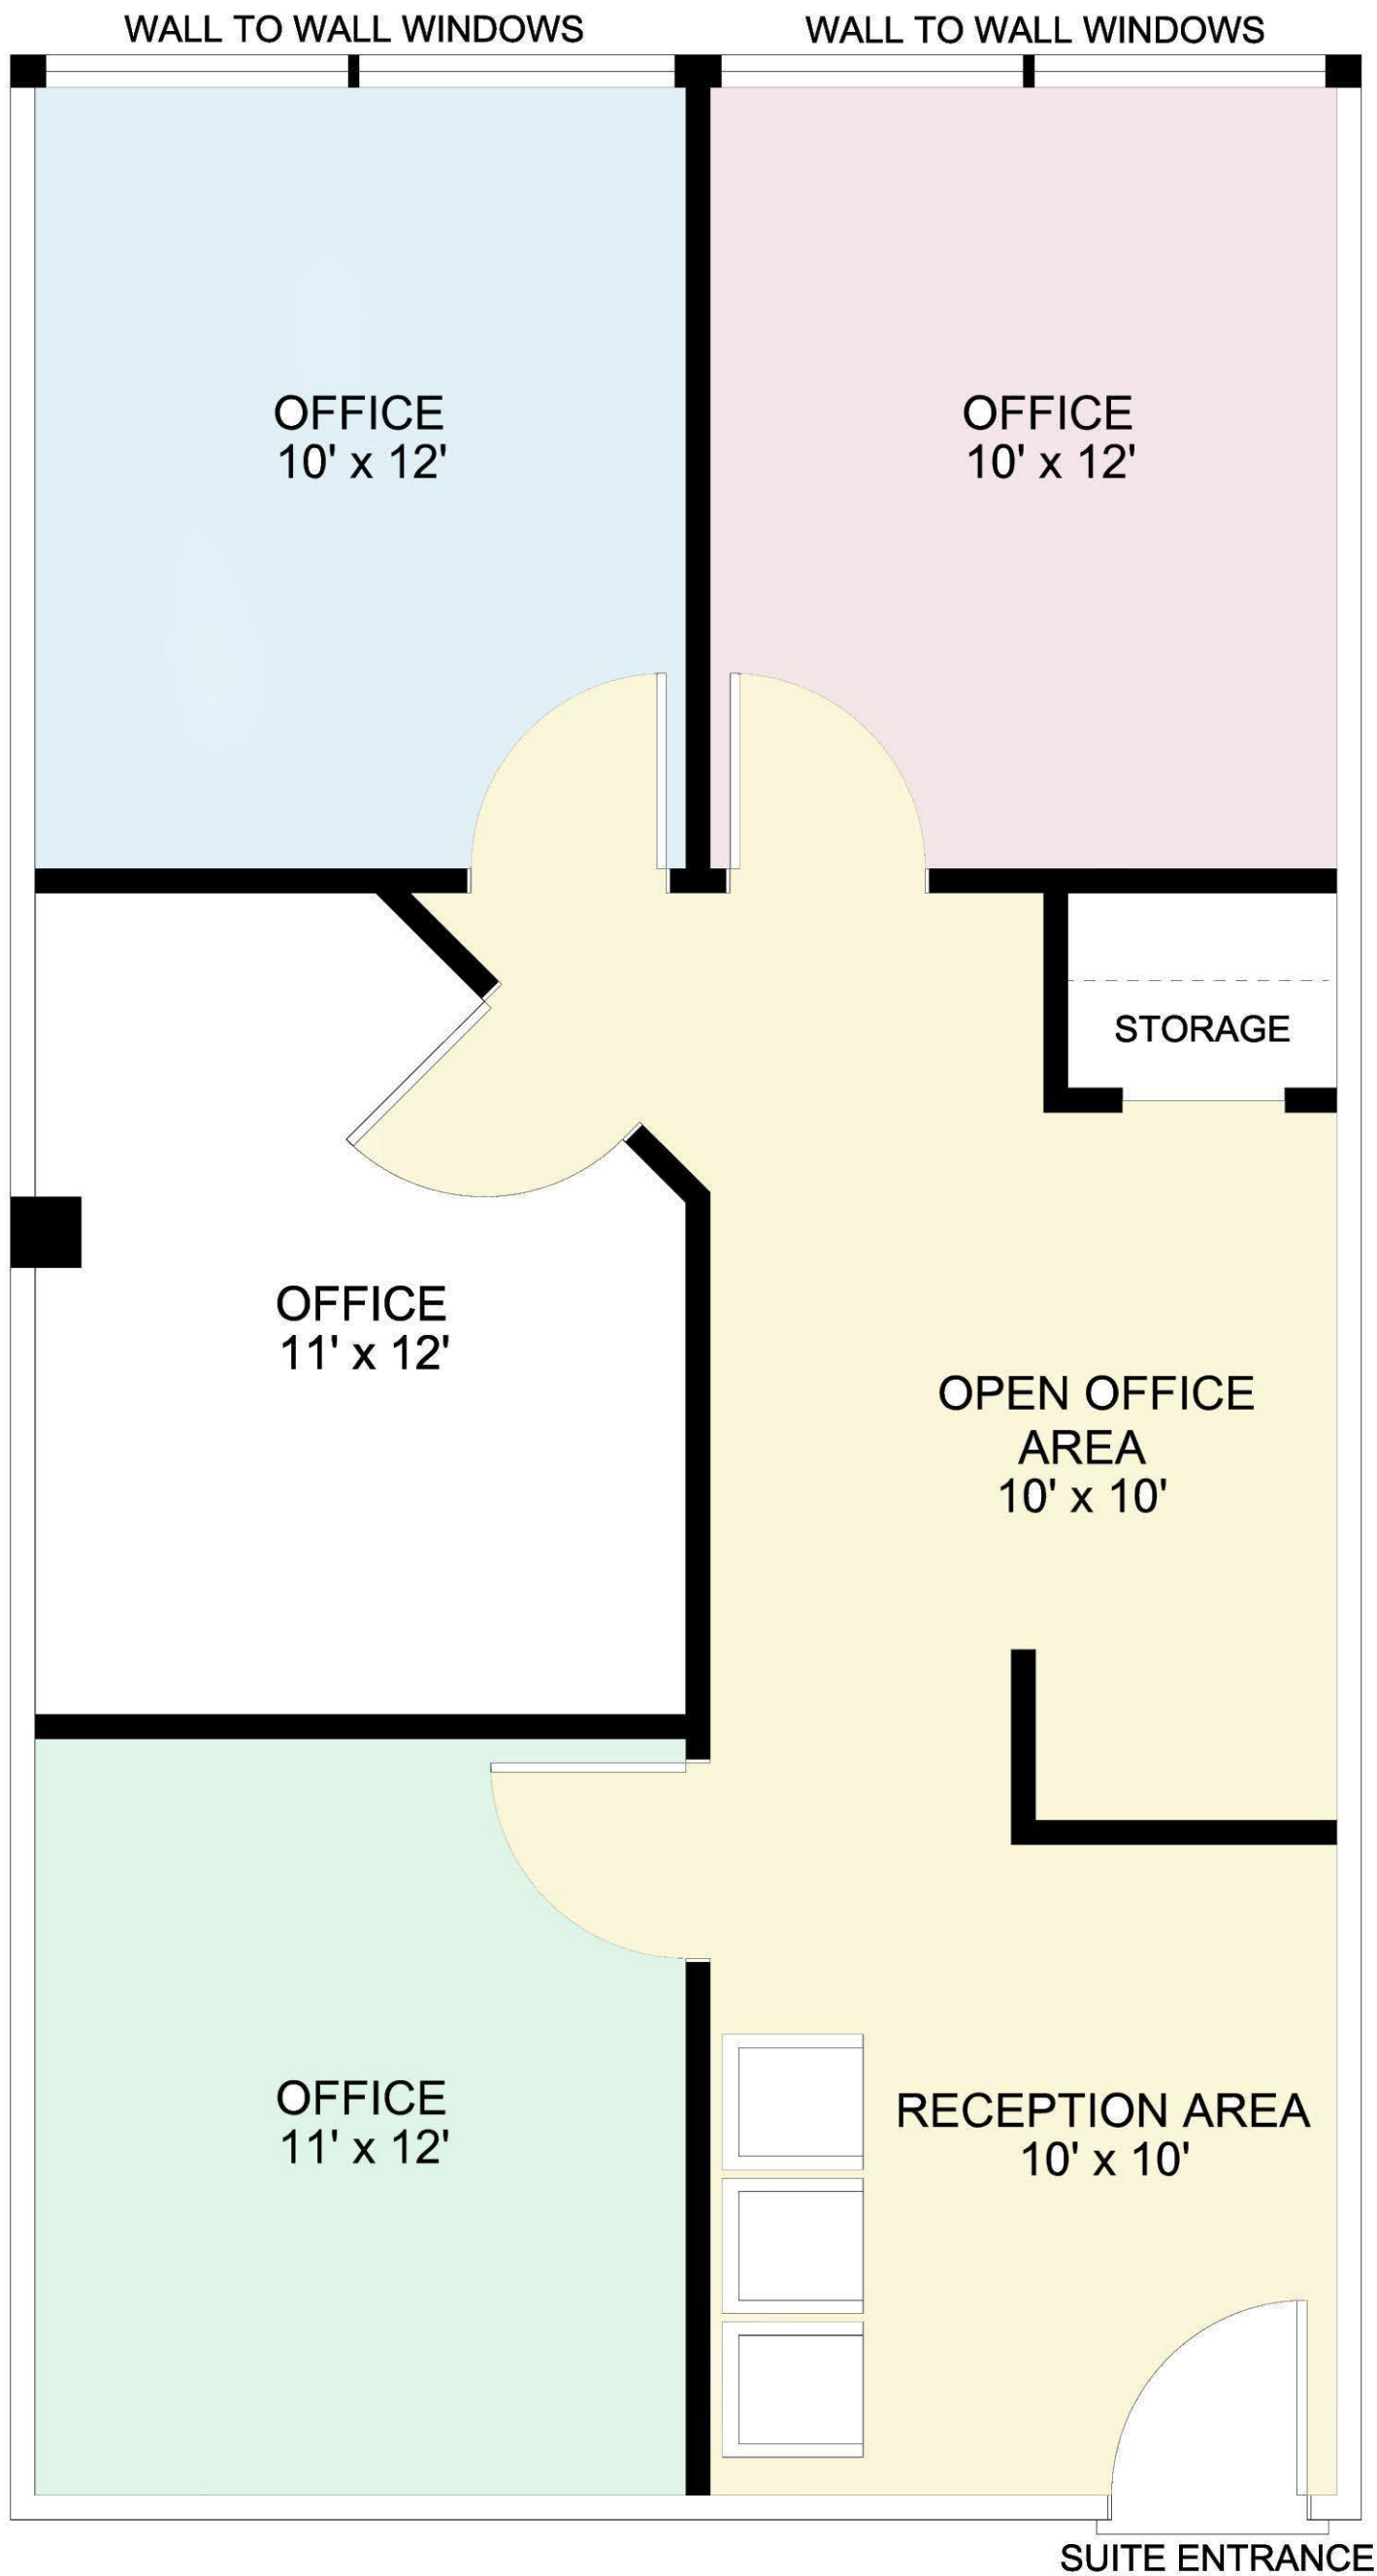 WALL TO WALL WINDOWS
WALL TO WALL WINDOWS
OFFICE
10' x 12'
OFFICE
10' x 12'
STORAGE
OFFICE
11' x 12'
OPEN OFFICE
AREA
10' x 10'
OFFICE
11' x 12'
RECEPTION AREA
10' x 10'
SUITE ENTRANCE